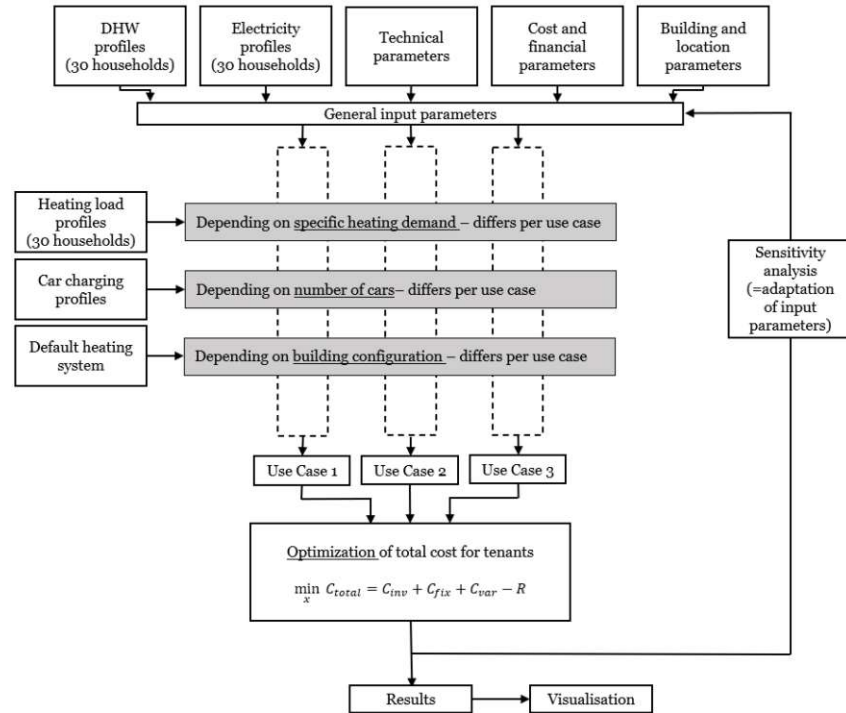 DHW
profiles
(30 households)
Electricity
profiles
(30 households)
Technical
parameters
Cost and
financial
parameters
Building and
location
parameters
General input parameters
Heating load
profiles
(30 households)
Depending on specific heating demand – differs per use case
Car charging
profiles
Depending on number of cars– differs per use case
Default heating
system
Depending on building configuration – differs per use case
Sensitivity
analysis
(=adaptation
of input
parameters)
Use Case 1
Use Case 2
Use Case 3
Optimization of total cost for tenants
min C_total = C_inv + C_fix + C_var − R
x
Results
Visualisation